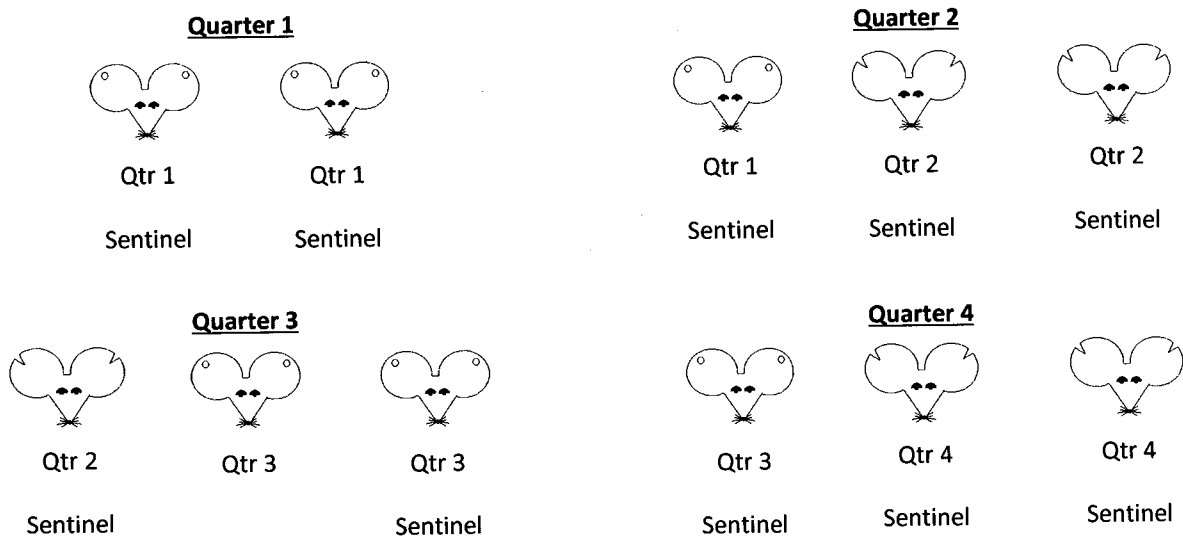 Quarter 1
Qtr 1 Qtr 1
Sentinel Sentinel
Quarter 2
Qtr 1 Qtr 2 Qtr 2
Sentinel Sentinel Sentinel
Quarter 3
Qtr 2 Qtr 3 Qtr 3
Sentinel Sentinel
Quarter 4
Qtr 3 Qtr 4 Qtr 4
Sentinel Sentinel Sentinel